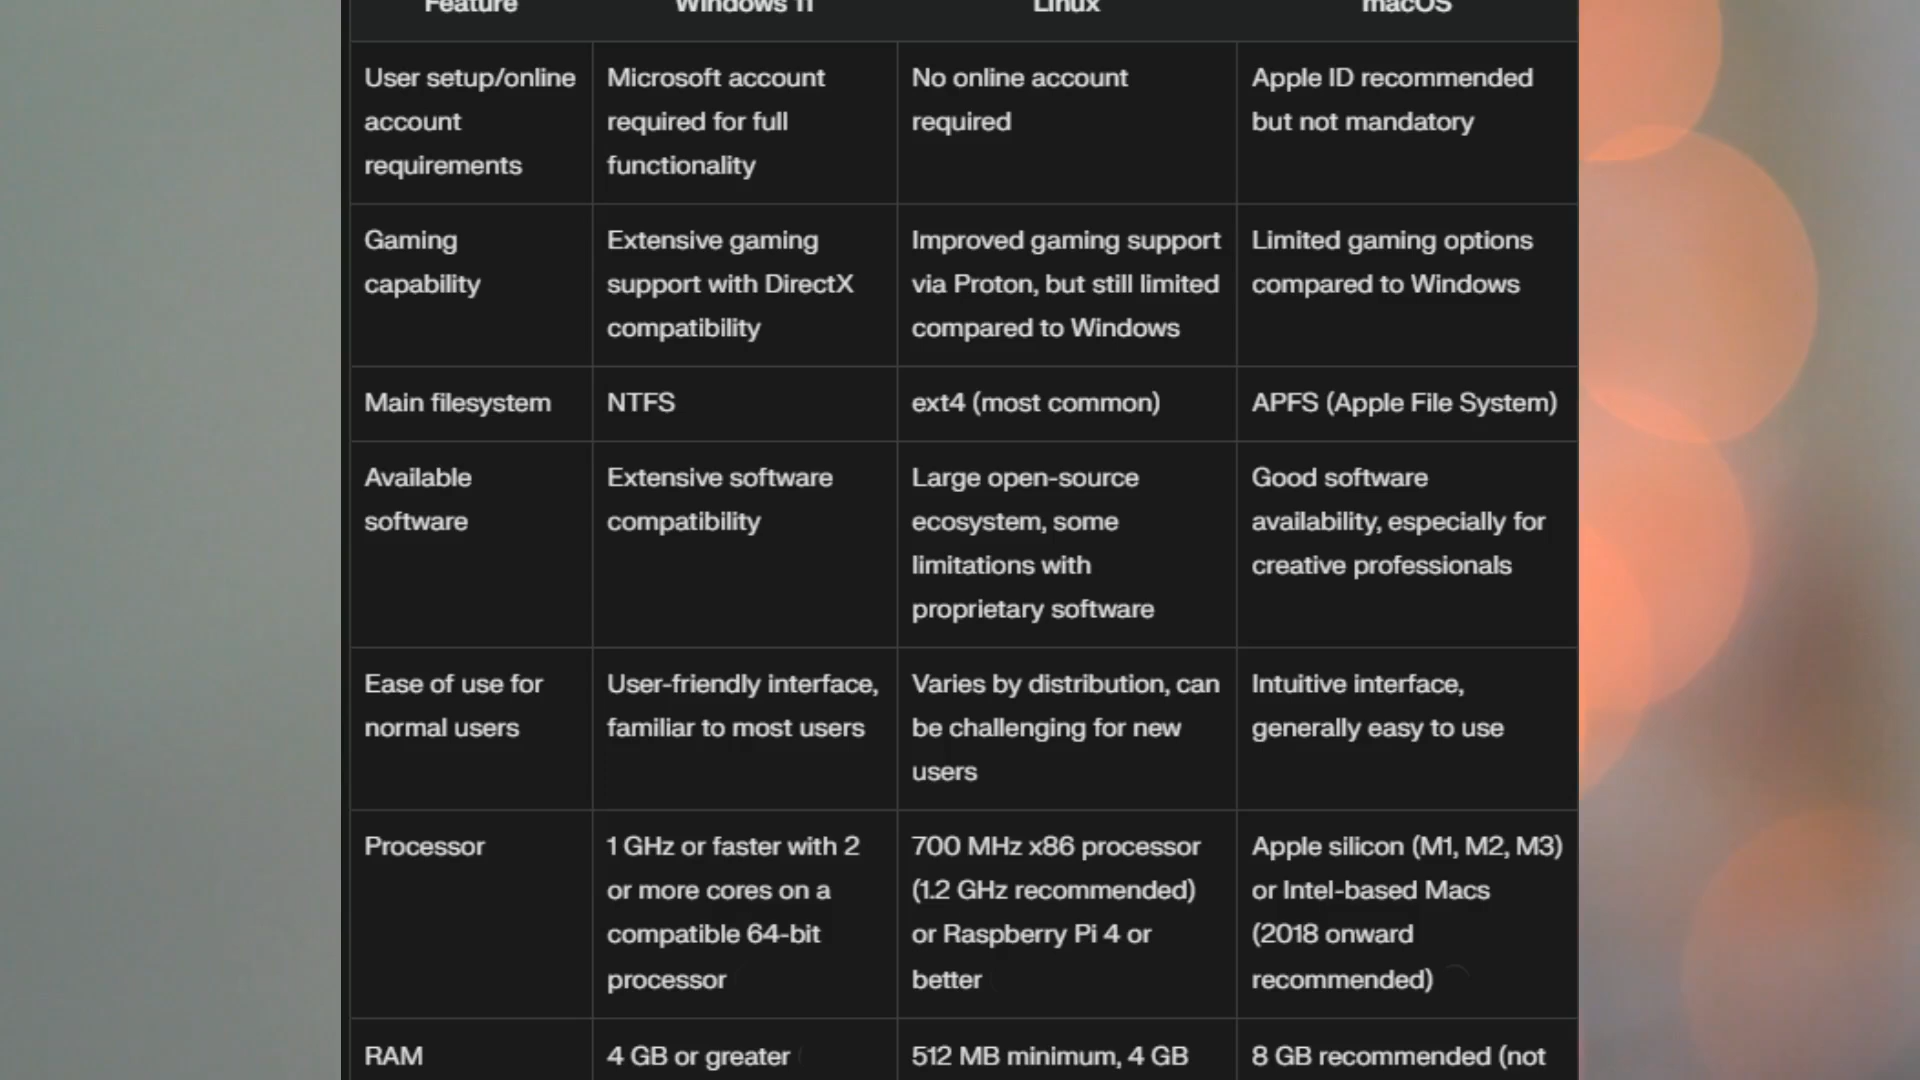 Feature Windows 11 Linux macOS
User setup/online Microsoft account No online account Apple ID recommended
account required for full required but not mandatory
requirements functionality
Gaming Extensive gaming Improved gaming support Limited gaming options
capability support with DirectX via Proton, but still limited compared to Windows
compatibility compared to Windows
Main filesystem NTFS ext4 (most common) APFS (Apple File System)
Available Extensive software Large open-source Good software
software compatibility ecosystem, some availability, especially for
limitations with creative professionals
proprietary software
Ease of use for User-friendly interface, Varies by distribution, can Intuitive interface,
normal users familiar to most users be challenging for new generally easy to use
users
Processor 1 GHz or faster with 2 700 MHz x86 processor Apple silicon (M1, M2, M3)
or more cores on a (1.2 GHz recommended) or Intel-based Macs
compatible 64-bit or Raspberry Pi 4 or (2018 onward
processor better recommended)
RAM 4 GB or greater 512 MB minimum, 4 GB 8 GB recommended (not